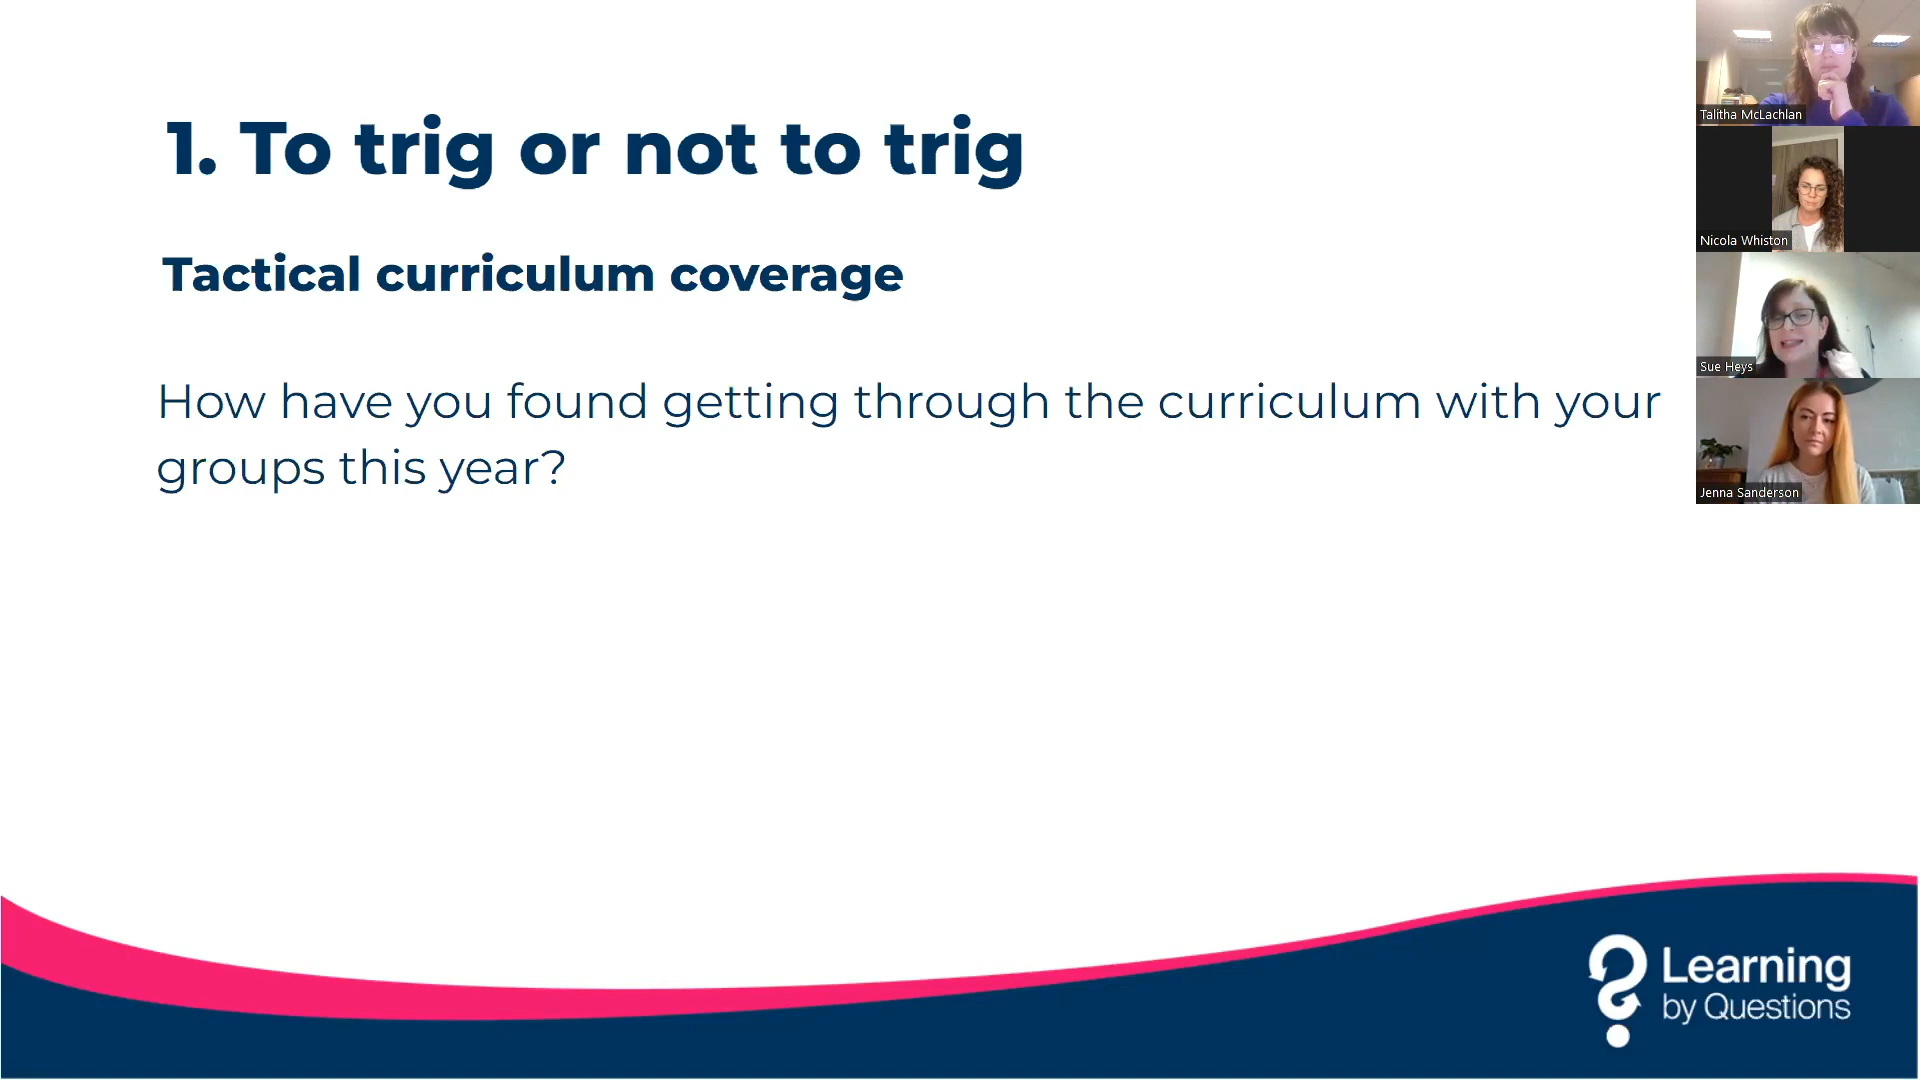 1. To trig or not to trig
Tactical curriculum coverage
How have you found getting through the curriculum with your
groups this year?
Talitha McLachlan
Nicola Whiston
Sue Heys
Jenna Sanderson
Learning
by Questions